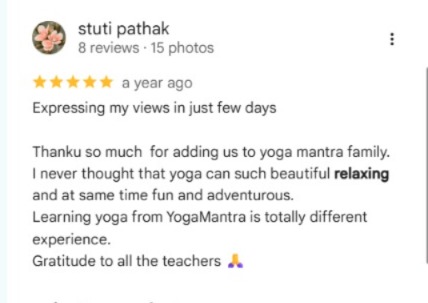 stuti pathak
8 reviews · 15 photos
a year ago
Expressing my views in just few days
Thanku so much for adding us to yoga mantra family.
I never thought that yoga can such beautiful relaxing
and at same time fun and adventurous.
Learning yoga from YogaMantra is totally different
experience.
Gratitude to all the teachers 🙏